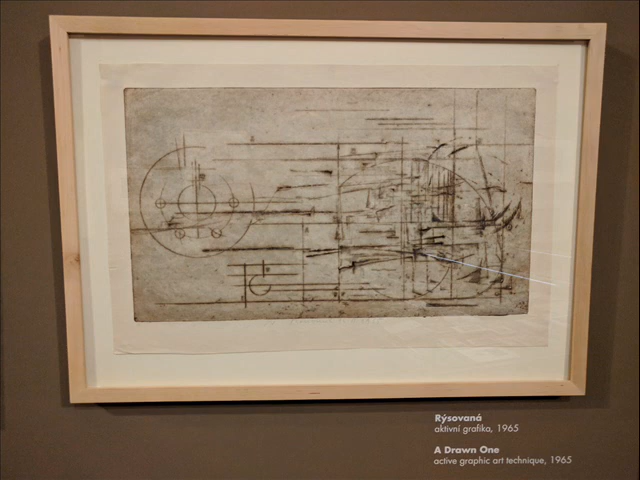 Rýsovaná
aktivní grafika, 1965
A Drawn One
active graphic art technique, 1965